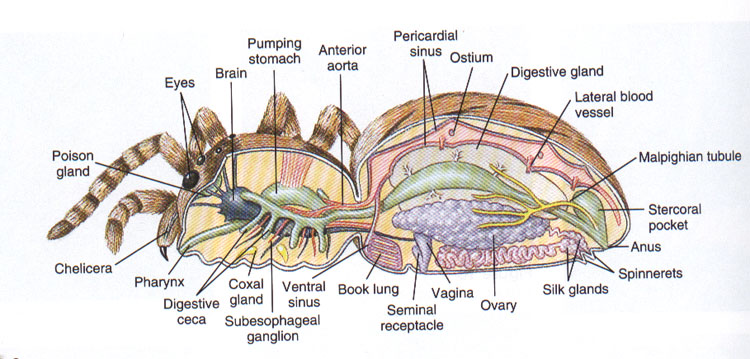 Pumping
stomach
Anterior
aorta
Pericardial
sinus
Ostium
Digestive gland
Lateral blood
vessel
Eyes
Brain
Poison
gland
Malpighian tubule
Stercoral
pocket
Anus
Spinnerets
Chelicera
Pharynx
Digestive
ceca
Coxal
gland
Subesophageal
ganglion
Ventral
sinus
Book lung
Seminal
receptacle
Vagina
Ovary
Silk glands